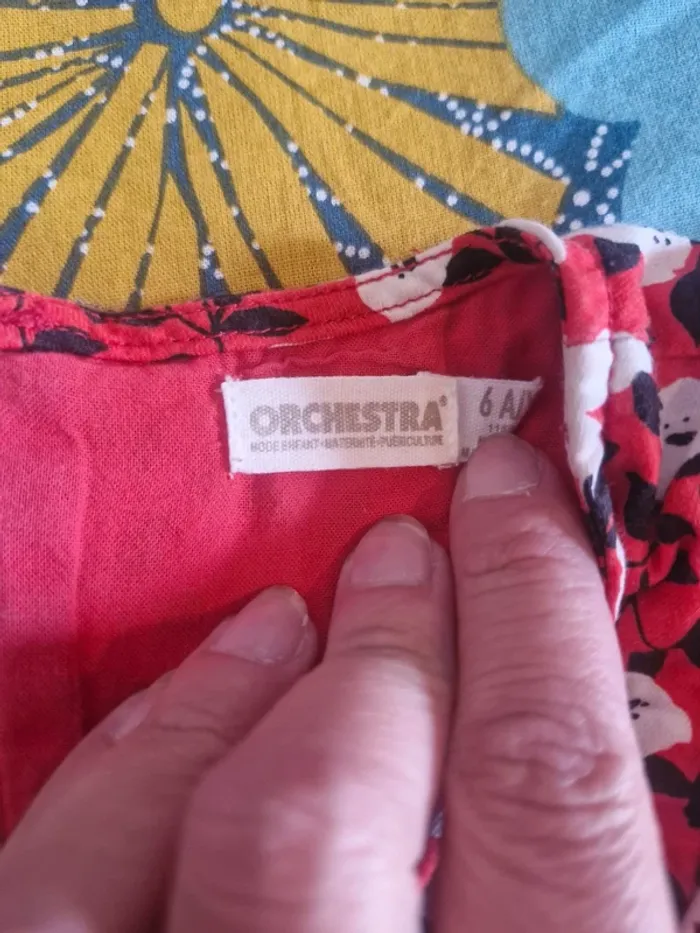 ORCHESTRA®
MODE ENFANT•MATERNITÉ•PUÉRICULTURE
6 A/